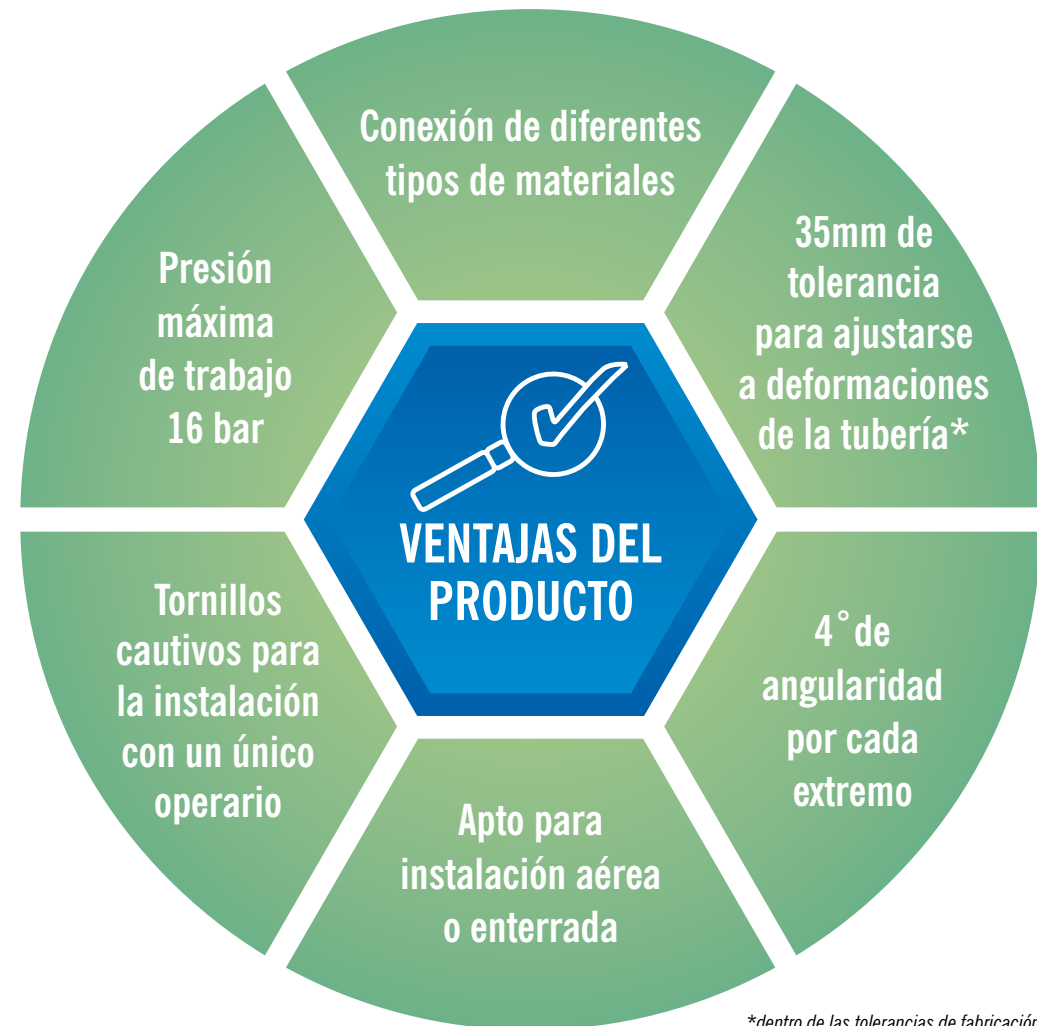 Conexión de diferentes
tipos de materiales
35mm de
tolerancia
para ajustarse
a deformaciones
de la tubería*
4° de
angularidad
por cada
extremo
Apto para
instalación aérea
o enterrada
Tornillos
cautivos para
la instalación
con un único
operario
Presión
máxima
de trabajo
16 bar
VENTAJAS DEL
PRODUCTO
*dentro de las tolerancias de fabricación